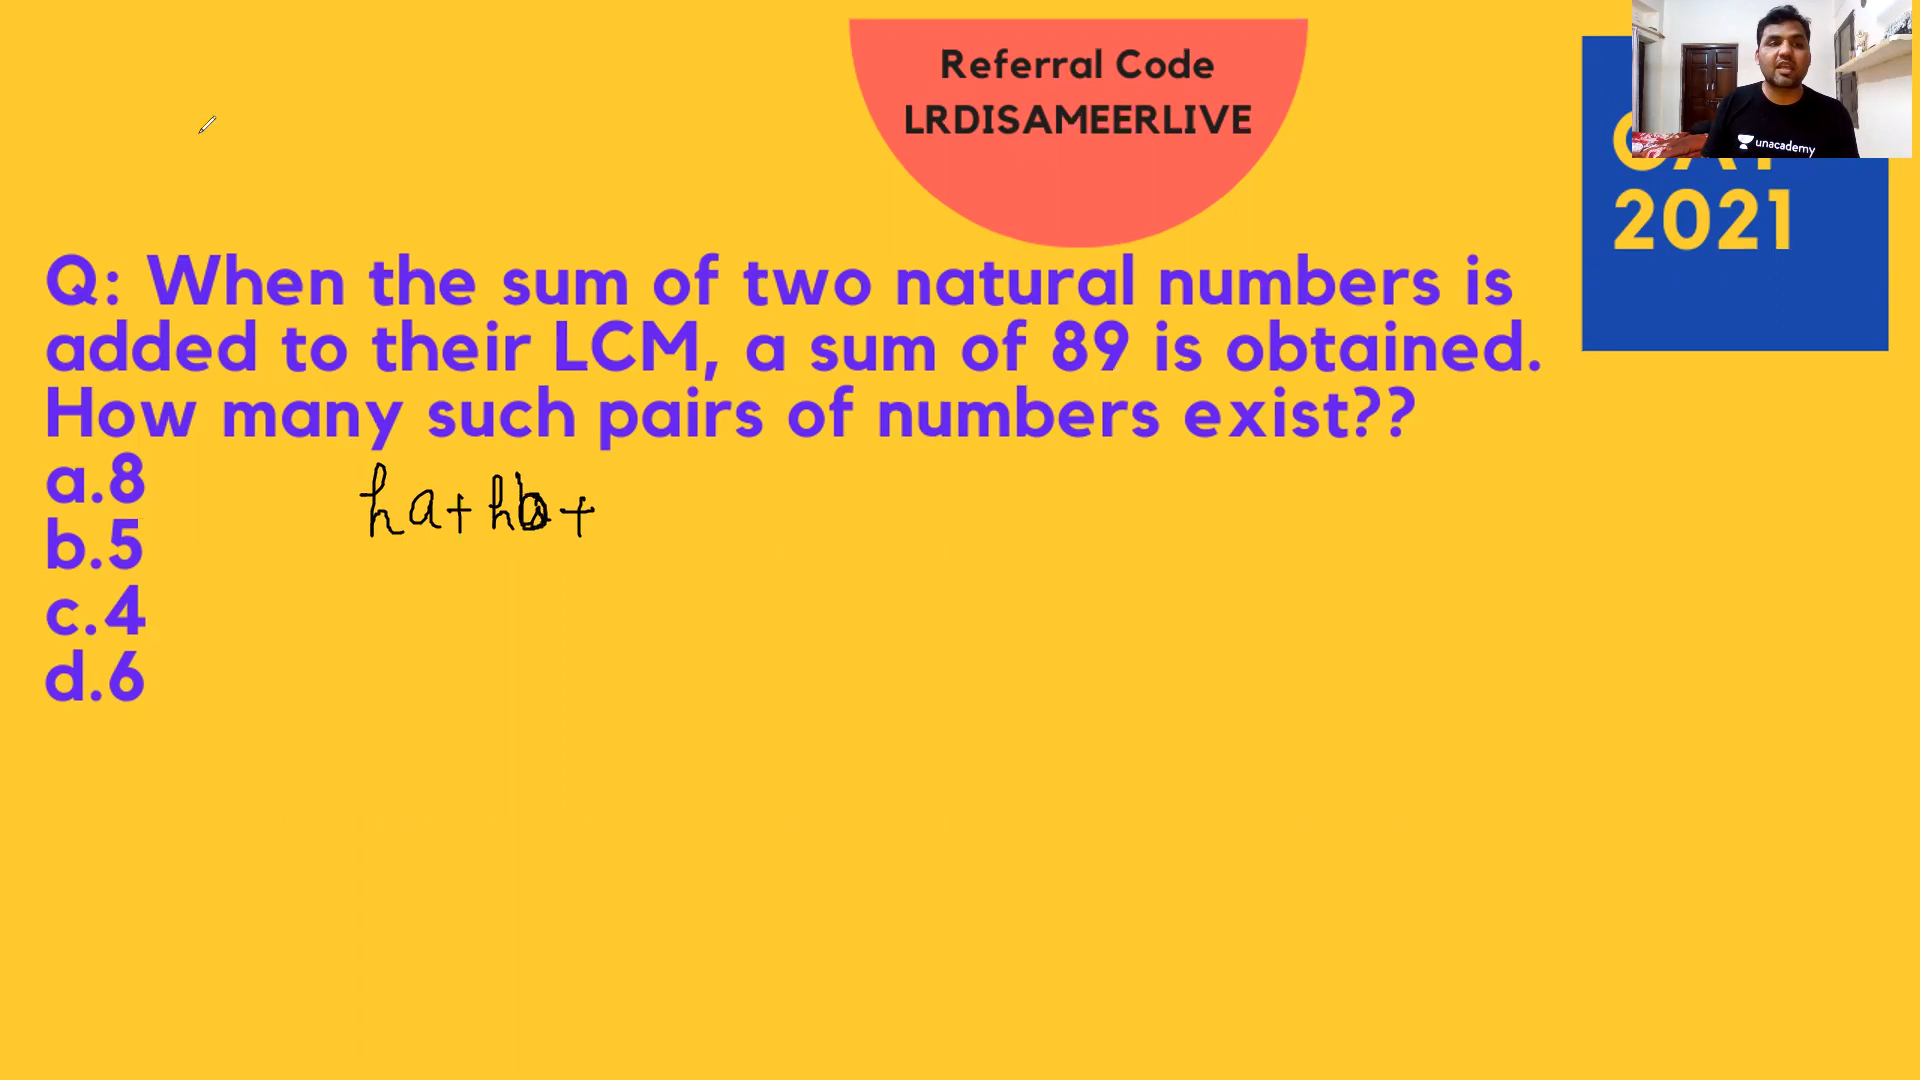 Referral Code
LRDISAMEERLIVE
unacademy
2021
Q: When the sum of two natural numbers is
added to their LCM, a sum of 89 is obtained.
How many such pairs of numbers exist??
a.8
b.5
c.4
d.6
ha+hb+